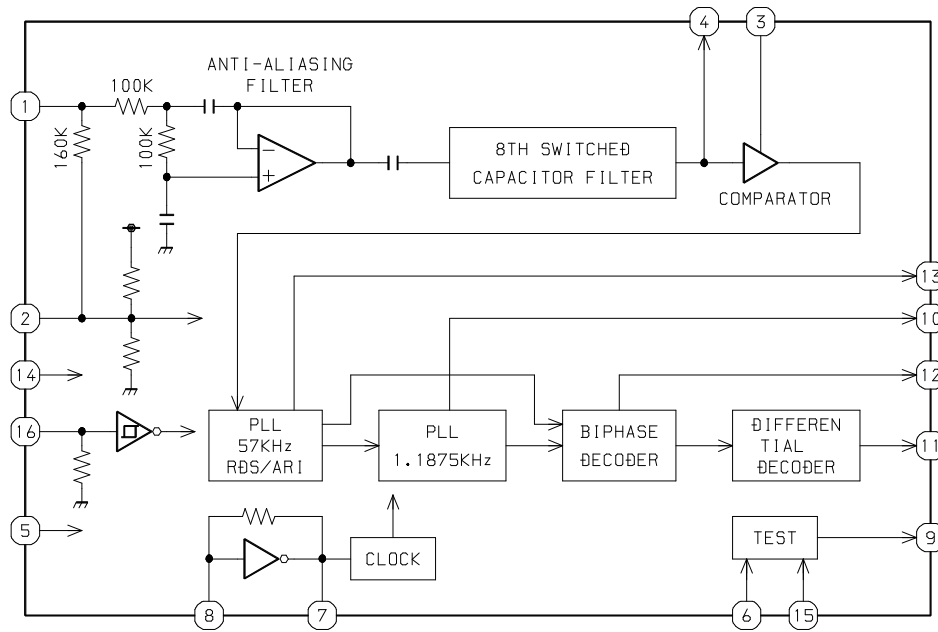 4
3
ANTI-ALIASING
FILTER
100K
1
160K
100K
−
+
8TH SWITCHED
CAPACITOR FILTER
COMPARATOR
13
2
10
14
12
16
PLL
57KHz
RDS/ARI
PLL
1.1875KHz
BIPHASE
DECODER
DIFFEREN
TIAL
DECODER
11
5
CLOCK
TEST
9
8
7
6
15